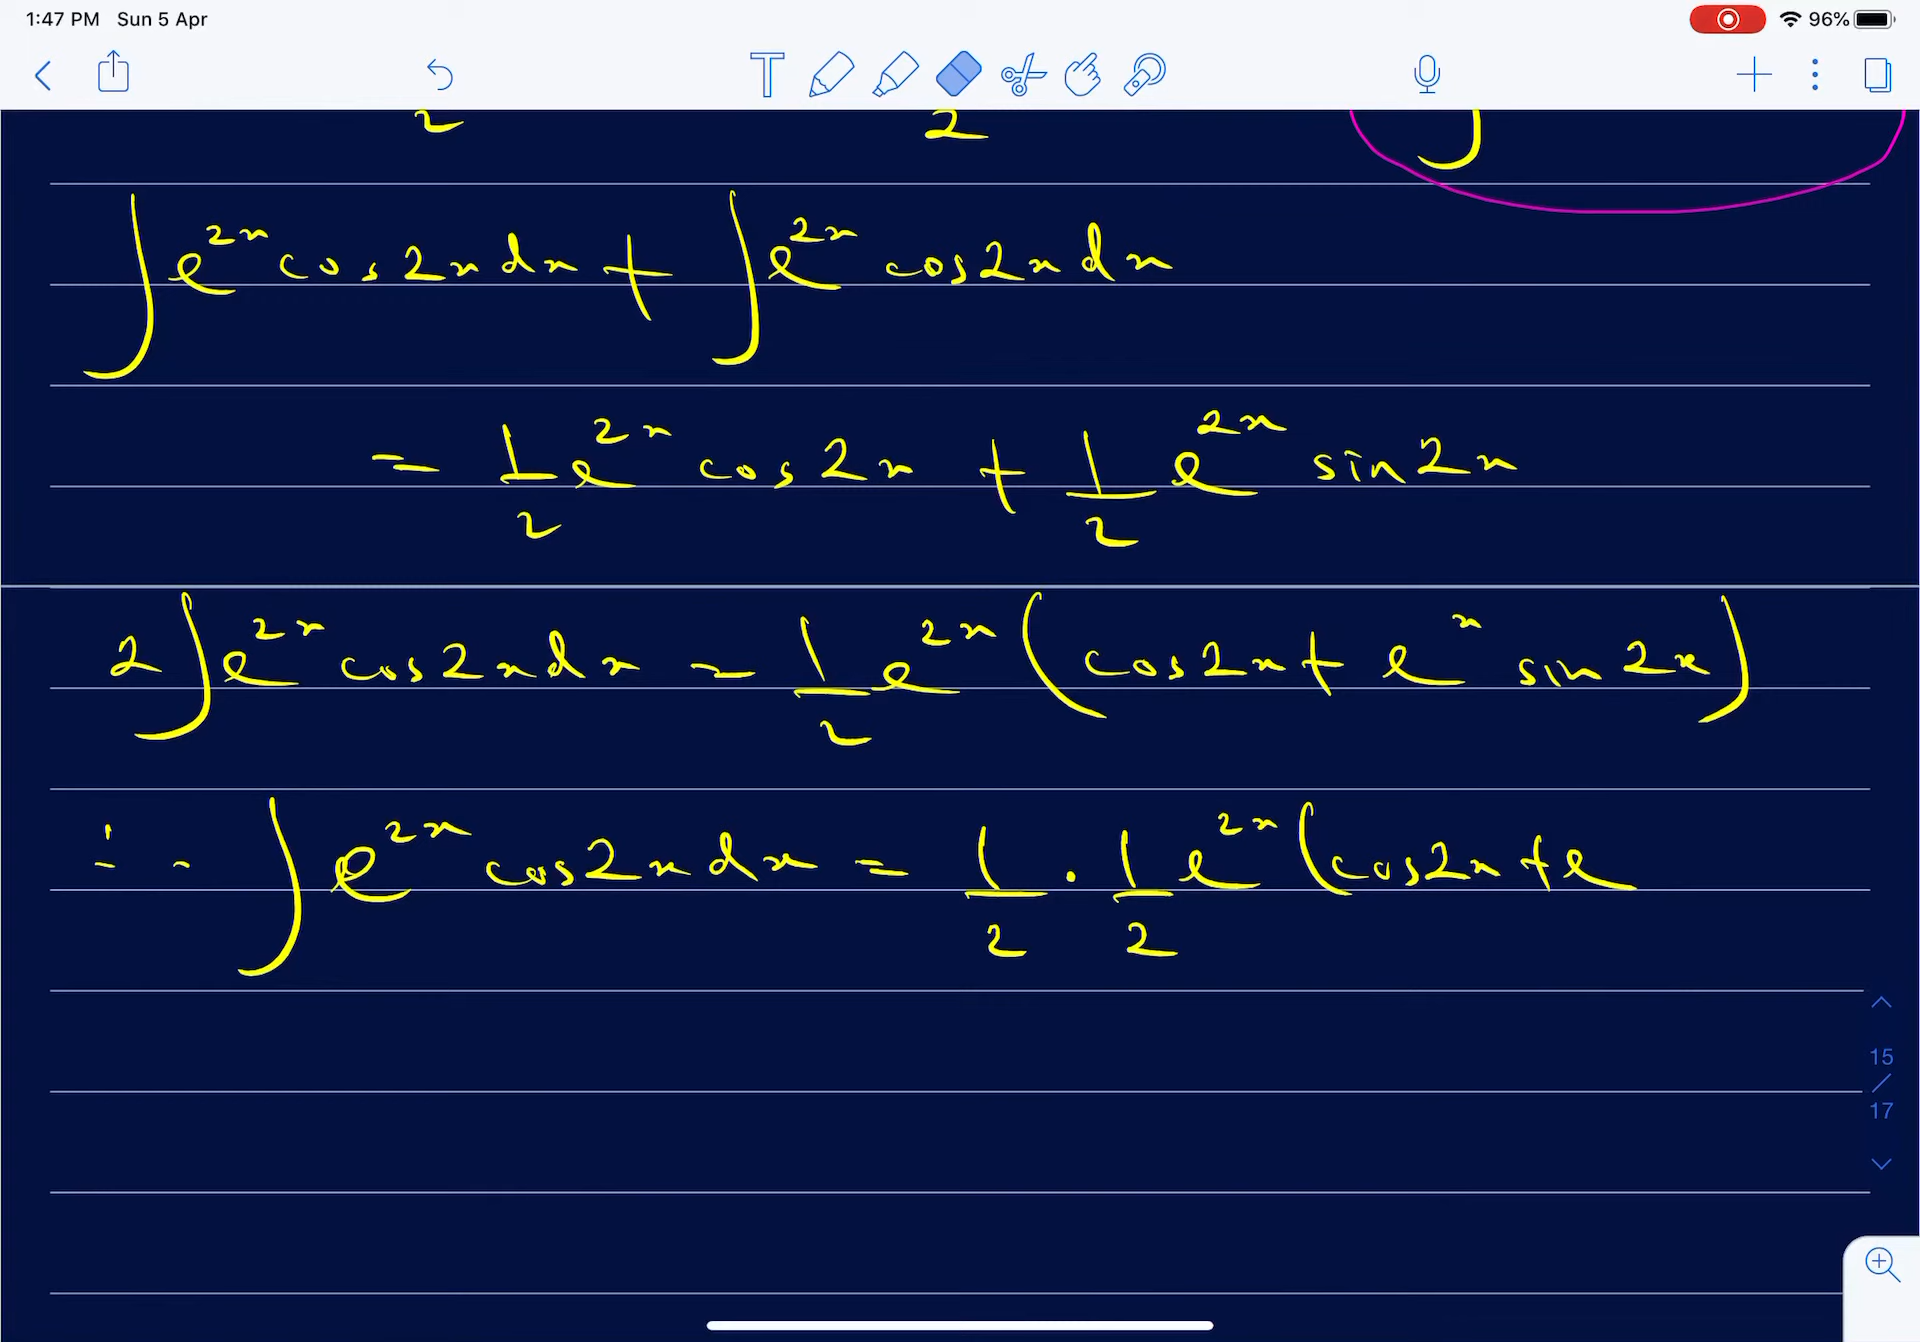 1:47 PM Sun 5 Apr 96%
T
2 2
∫ e^{2x} cos 2x dx + ∫ e^{2x} cos 2x dx
= 1/2 e^{2x} cos 2x + 1/2 e^{2x} sin 2x
2 ∫ e^{2x} cos 2x dx = 1/2 e^{2x} (cos 2x + e^{x} sin 2x)
∴ ∫ e^{2x} cos 2x dx = 1/2 · 1/2 e^{2x} (cos 2x + e
15
/
17